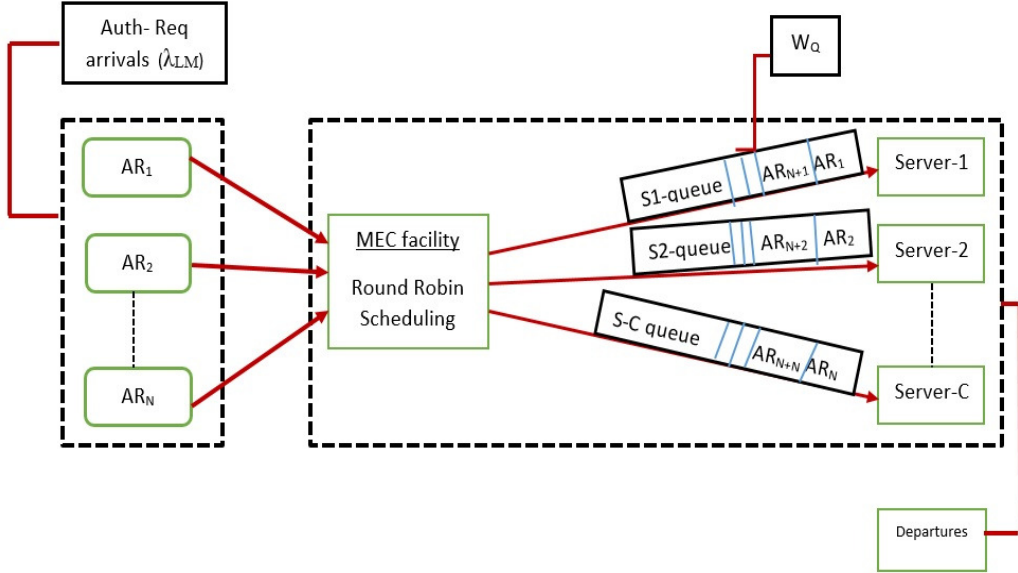 Auth- Req
arrivals (λLM)
WQ
AR1
AR2
ARN
MEC facility
Round Robin
Scheduling
S1-queue ARN+1 AR1
S2-queue ARN+2 AR2
S-C queue ARN+N ARN
Server-1
Server-2
Server-C
Departures